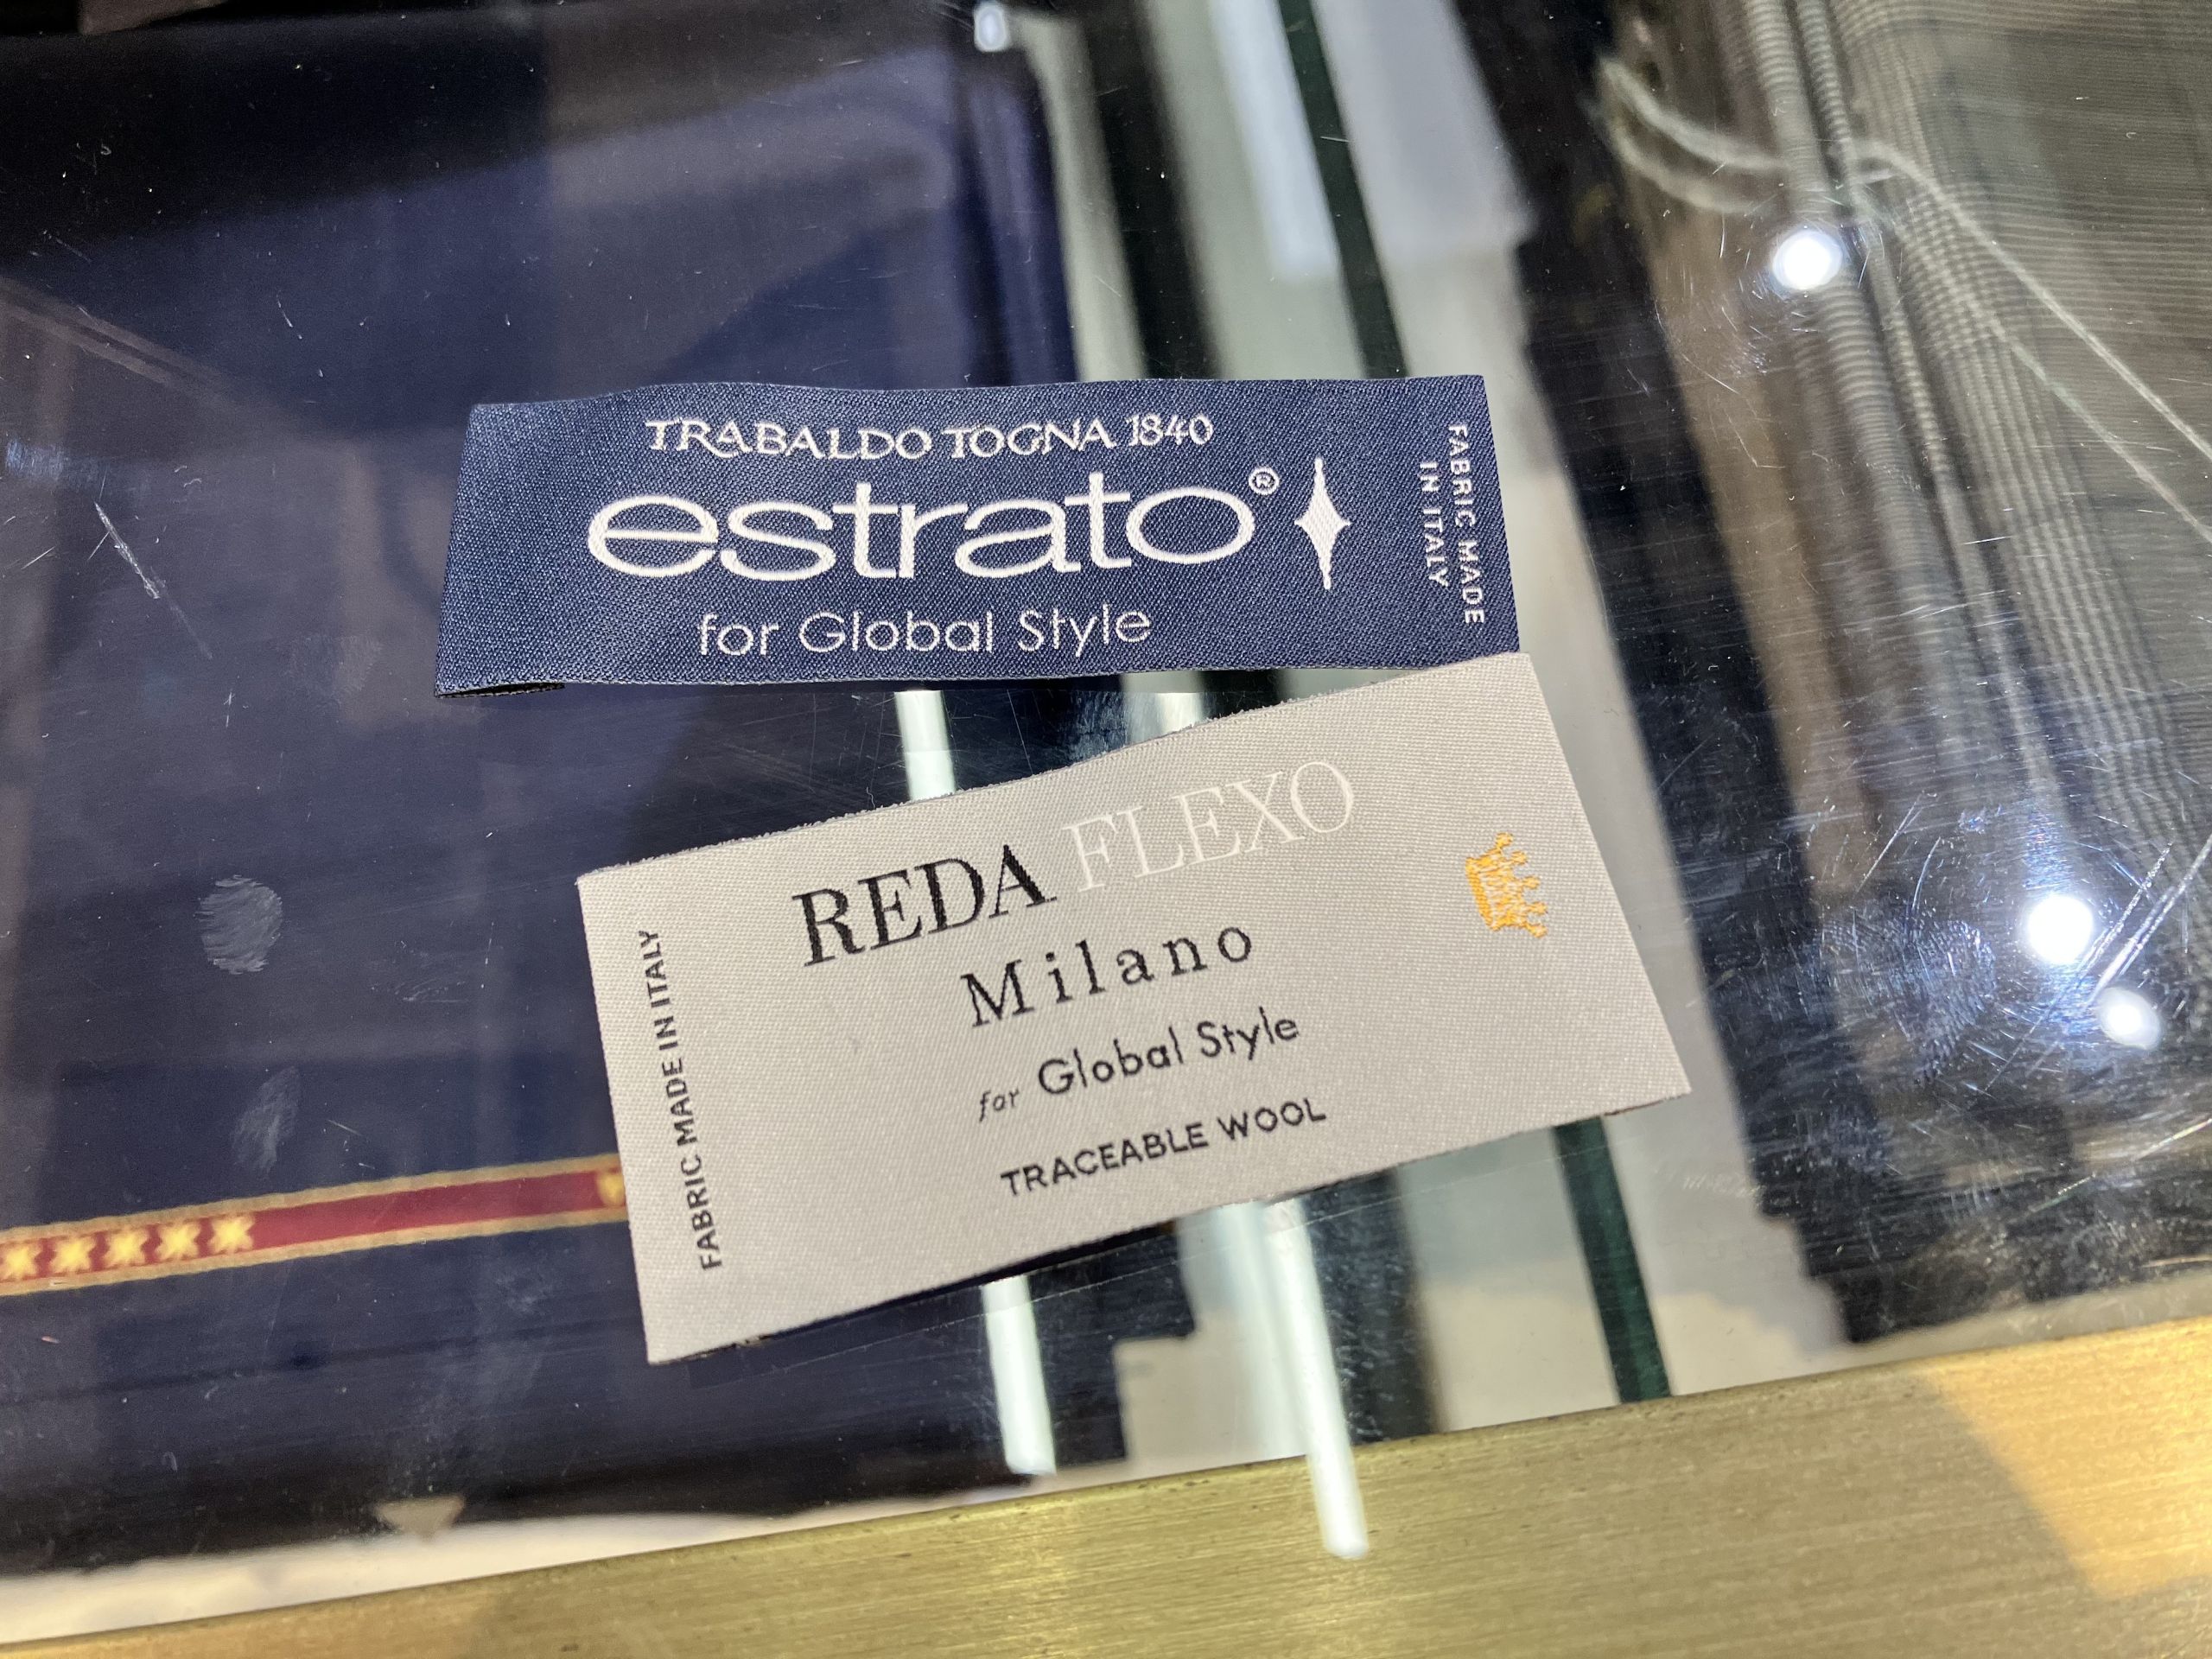 TRABALDO TOGNA 1840
estrato®
for Global Style
FABRIC MADE
IN ITALY
REDA FLEXO
Milano
for Global Style
TRACEABLE WOOL
FABRIC MADE IN ITALY